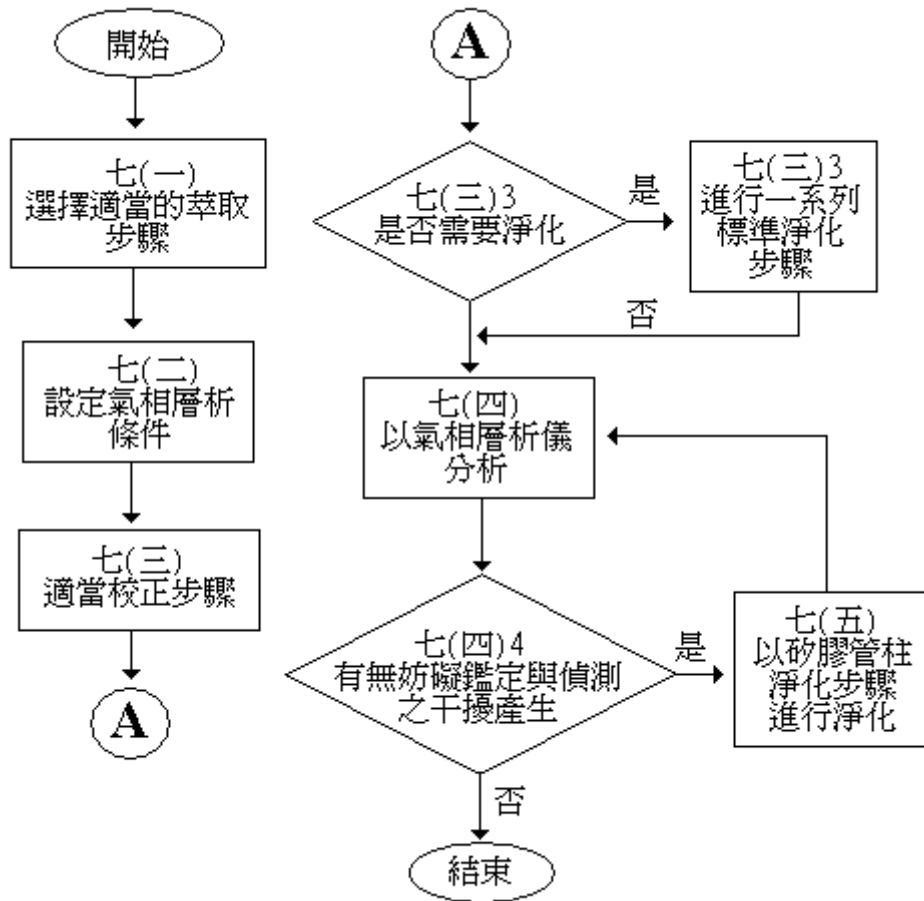 開始
七(一)
選擇適當的萃取
步驟
七(二)
設定氣相層析
條件
七(三)
適當校正步驟
A
A
七(三)3
是否需要淨化
是
七(三)3
進行一系列
標準淨化
步驟
否
七(四)
以氣相層析儀
分析
七(四)4
有無妨礙鑑定與偵測
之干擾產生
是
七(五)
以矽膠管柱
淨化步驟
進行淨化
否
結束